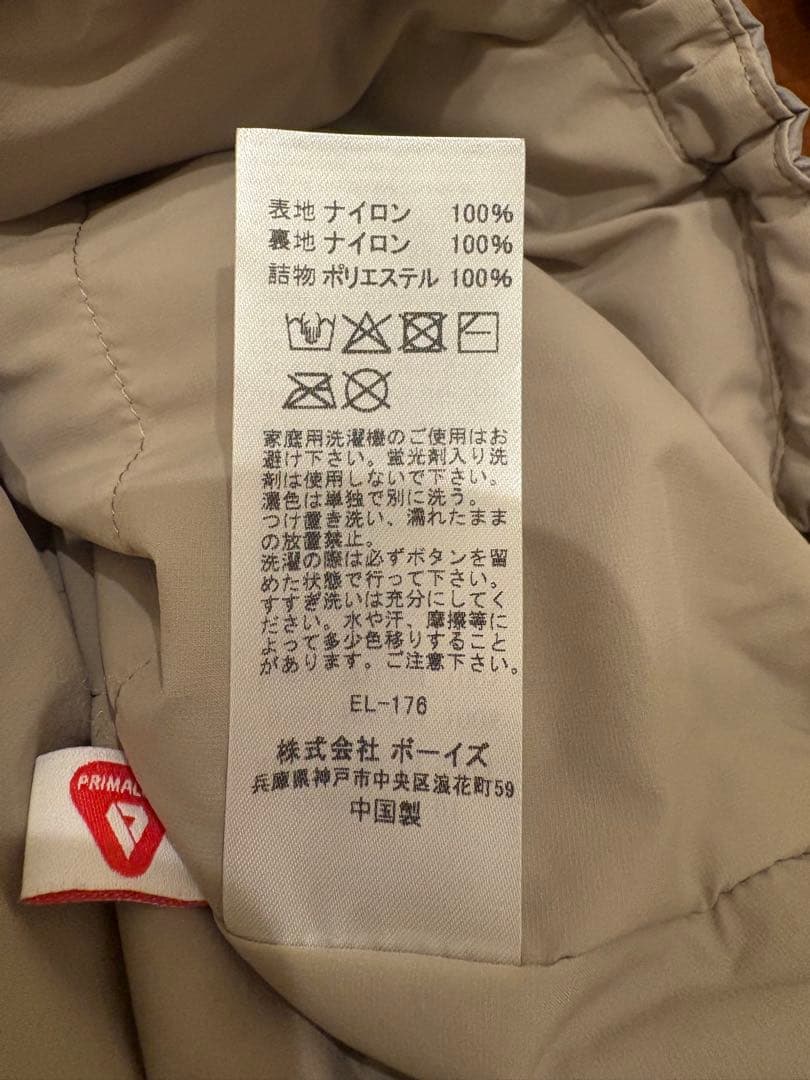 表地 ナイロン 100%
裏地 ナイロン 100%
詰物 ポリエステル 100%
家庭用洗濯機のご使用はお
避け下さい。蛍光剤入り洗
剤は使用しないで下さい。
濃色は単独で別に洗う。
つけ置き洗い、濡れたまま
の放置禁止。
洗濯の際は必ずボタンを留
めた状態で行って下さい。
すすぎ洗いは充分にしてく
ださい。水や汗、摩擦等に
よって多少色移りすること
があります。ご注意下さい。
EL-176
株式会社 ボーイズ
兵庫県神戸市中央区浪花町59
中国製